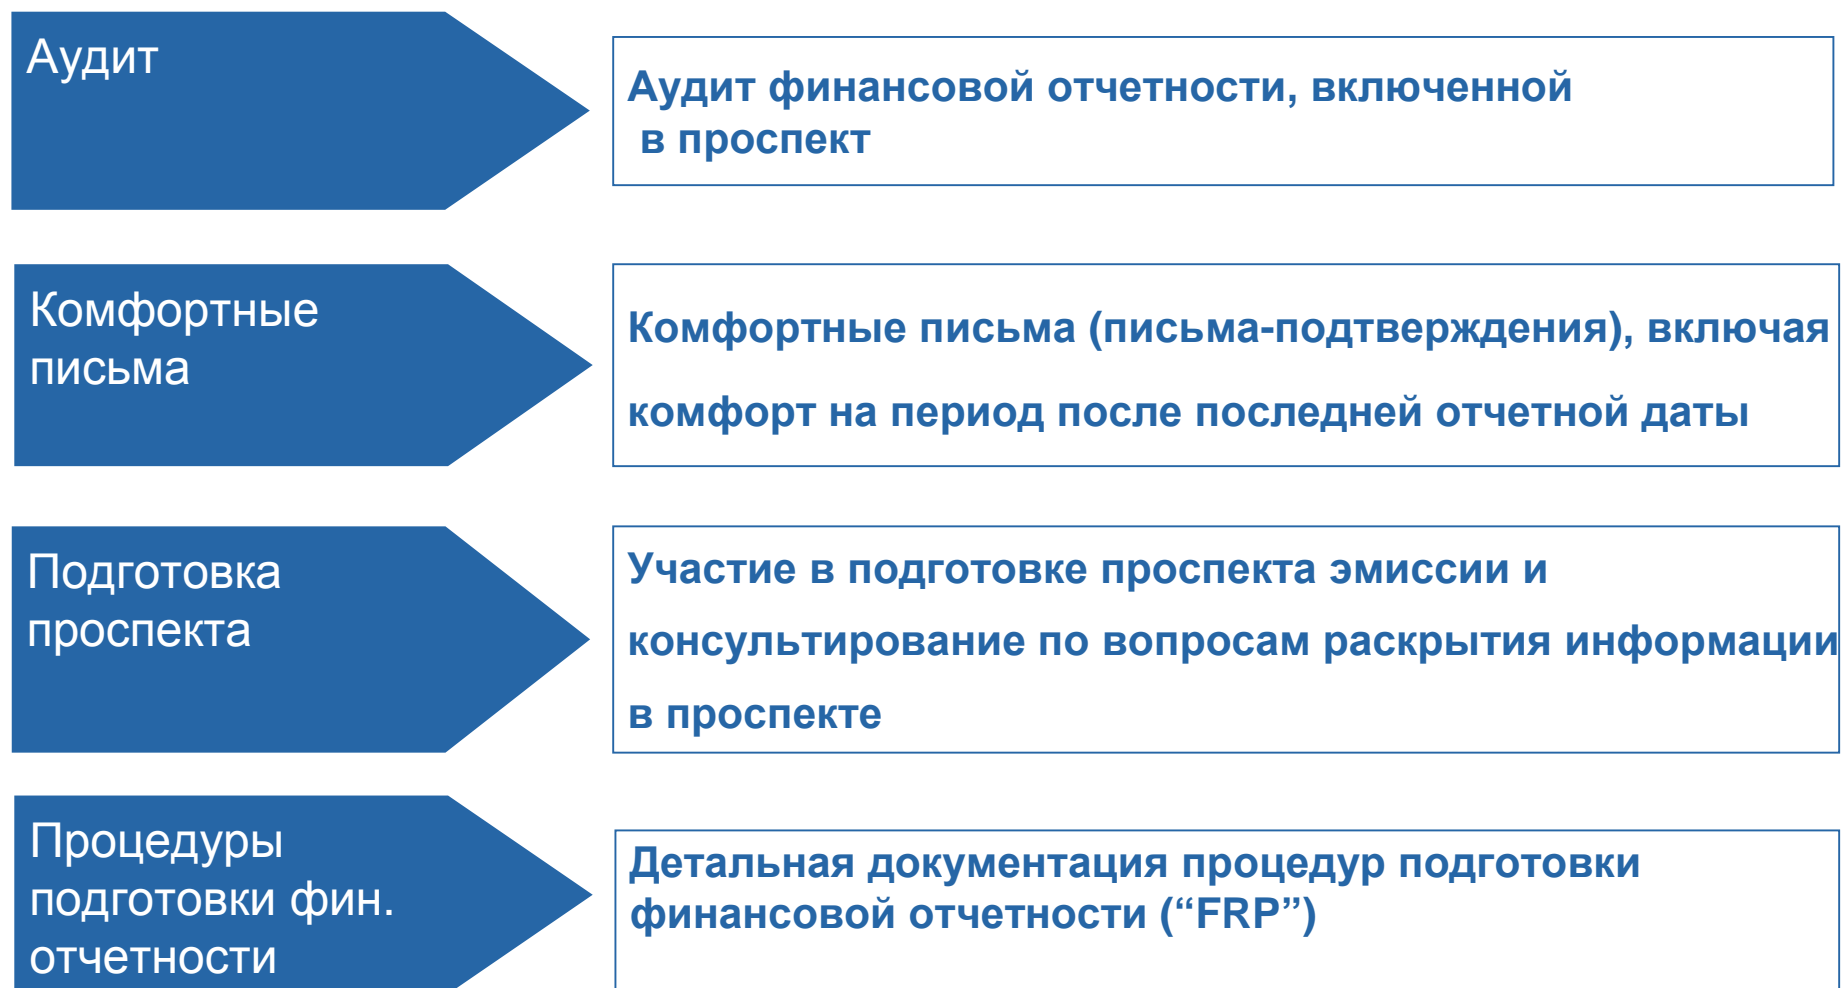 Аудит
Аудит финансовой отчетности, включенной
в проспект
Комфортные
письма
Комфортные письма (письма-подтверждения), включая
комфорт на период после последней отчетной даты
Подготовка
проспекта
Участие в подготовке проспекта эмиссии и
консультирование по вопросам раскрытия информации
в проспекте
Процедуры
подготовки фин.
отчетности
Детальная документация процедур подготовки
финансовой отчетности (“FRP”)